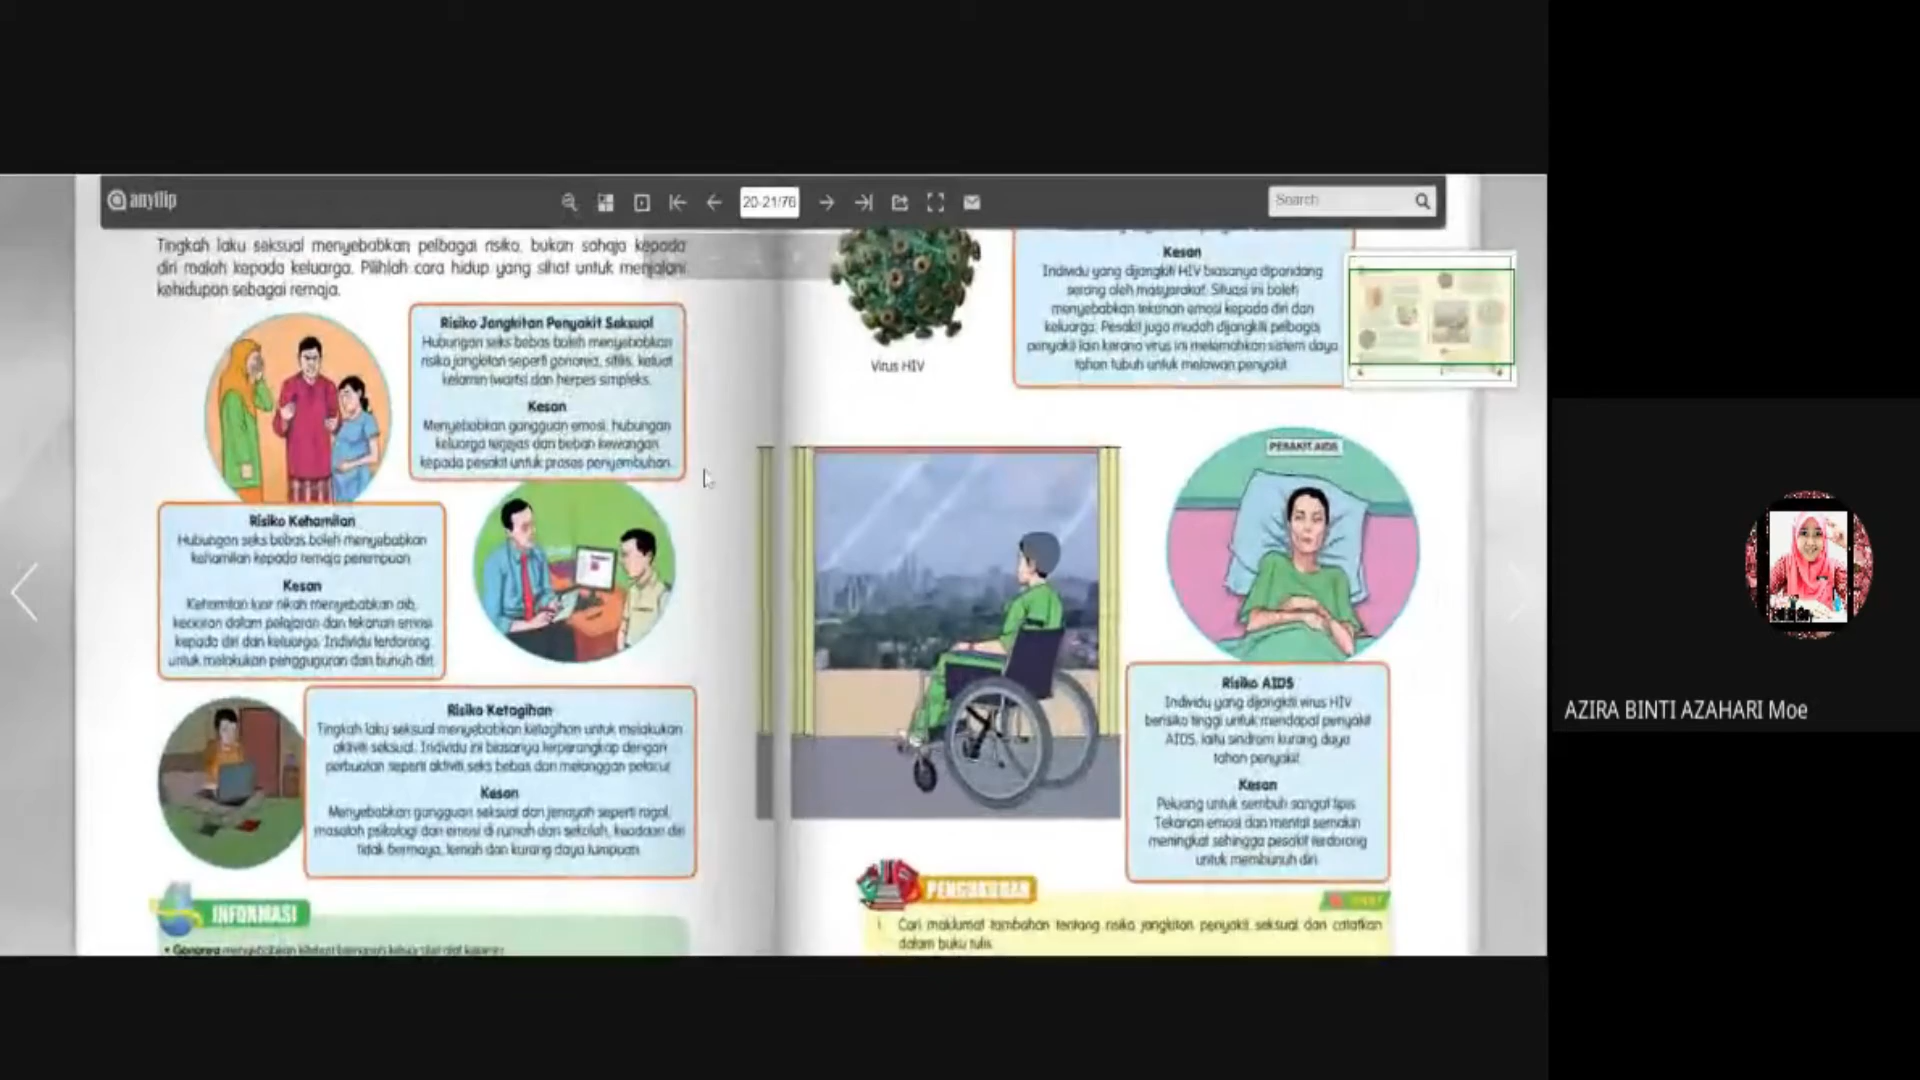 anyflip
20-21/76
Search
Tingkah laku seksual menyebabkan pelbagai risiko, bukan sahaja kepada
diri malah kepada keluarga. Pilihlah cara hidup yang sihat untuk menjalani
kehidupan sebagai remaja.
Risiko Jangkitan Penyakit Seksual
Hubungan seks bebas boleh menyebabkan
risiko jangkitan seperti gonorea, sifilis, ketuat
kelamin (warts) dan herpes simpleks.
Kesan
Menyebabkan gangguan emosi, hubungan
keluarga tegejas dan beban kewangan
kepada pesakit untuk proses penyembuhan.
Risiko Kehamilan
Hubungan seks bebas boleh menyebabkan
kehamilan kepada remaja perempuan
Kesan
Kehamilan luar nikah menyebabkan aib,
keciciran dalam pelajaran dan tekanan emosi
kepada diri dan keluarga. Individu terdorong
untuk melakukan pengguguran dan bunuh diri.
Risiko Ketagihan
Tingkah laku seksual menyebabkan ketagihan untuk melakukan
aktiviti seksual. Individu ini biasanya terperangkap dengan
perbuatan seperti aktiviti seks bebas dan melanggan pelacur.
Kesan
Menyebabkan gangguan seksual dan jenayah seperti rogol,
masalah psikologi dan emosi di rumah dan sekolah, keadaan diri
tidak bermaya, lemah dan kurang daya tumpuan.
INFORMASI
• Gonorea menyebabkan
Virus HIV
Kesan
Individu yang dijangkiti HIV biasanya dipandang
serong oleh masyarakat. Situasi ini boleh
menyebabkan tekanan emosi kepada diri dan
keluarga. Pesakit juga mudah dijangkiti pelbagai
penyakit lain kerana virus ini melemahkan sistem daya
tahan tubuh untuk melawan penyakit.
PESAKIT AIDS
Risiko AIDS
Individu yang dijangkiti virus HIV
berisiko tinggi untuk mendapat penyakit
AIDS, iaitu sindrom kurang daya
tahan penyakit.
Kesan
Peluang untuk sembuh sangat tipis.
Tekanan emosi dan mental semakin
meningkat sehingga pesakit terdorong
untuk membunuh diri.
PENGUKUHAN
1. Cari maklumat tambahan tentang risiko jangkitan penyakit seksual dan catatkan
dalam buku tulis.
AZIRA BINTI AZAHARI Moe